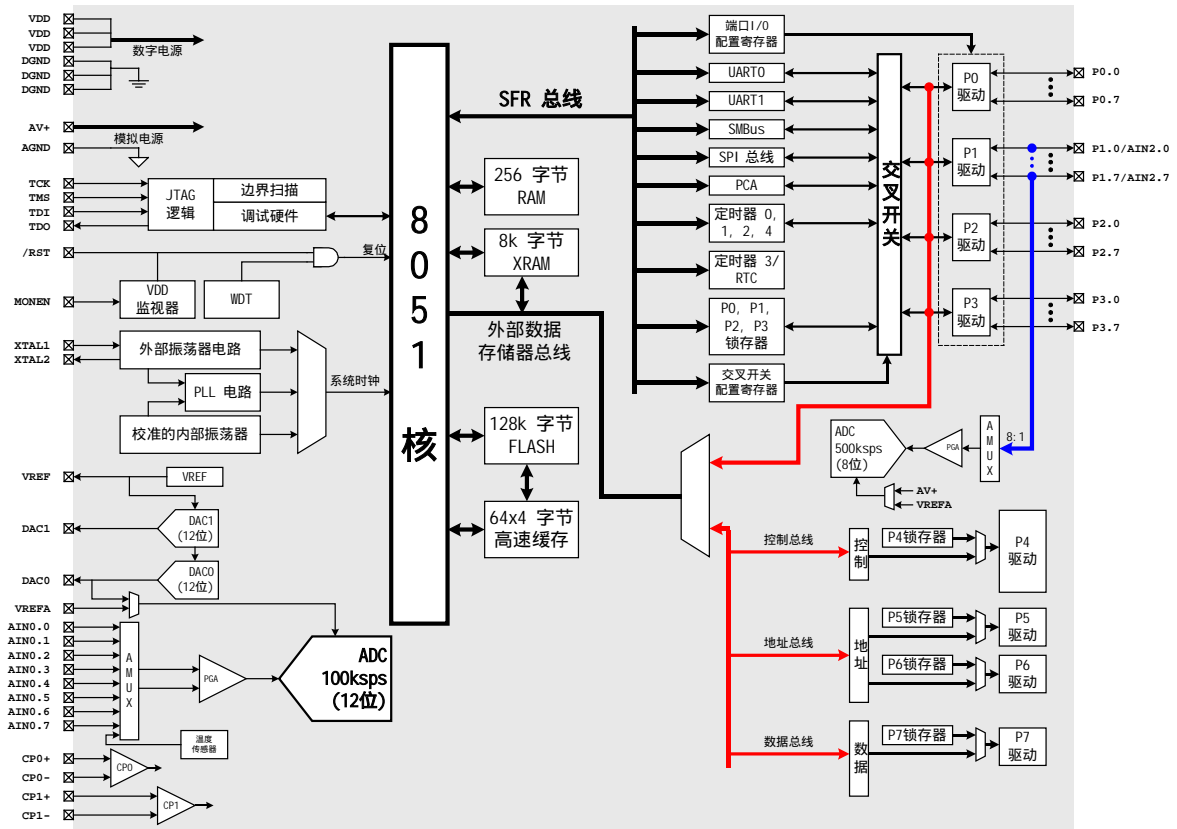 VDD
VDD
VDD
DGND
DGND
DGND
数字电源
AV+
模拟电源
AGND
TCK
TMS
TDI
TDO
JTAG
逻辑
边界扫描
调试硬件
/RST
复位
MONEN
VDD
监视器
WDT
XTAL1
XTAL2
外部振荡器电路
PLL 电路
校准的内部振荡器
系统时钟
VREF
VREF
DAC1
DAC1
(12位)
DAC0
DAC0
(12位)
VREFA
AIN0.0
AIN0.1
AIN0.2
AIN0.3
AIN0.4
AIN0.5
AIN0.6
AIN0.7
AMUX
PGA
ADC
100ksps
(12位)
温度
传感器
CP0+
CP0-
CP0
CP1+
CP1-
CP1
8051 核
SFR 总线
256 字节
RAM
8k 字节
XRAM
外部数据
存储器总线
128k 字节
FLASH
64x4 字节
高速缓存
端口I/O
配置寄存器
UART0
UART1
SMBus
SPI 总线
PCA
定时器 0,
1, 2, 4
定时器 3/
RTC
P0, P1,
P2, P3
锁存器
交叉开关
配置寄存器
交叉开关
P0
驱动
P1
驱动
P2
驱动
P3
驱动
P0.0
P0.7
P1.0/AIN2.0
P1.7/AIN2.7
P2.0
P2.7
P3.0
P3.7
ADC
500ksps
(8位)
PGA
AMUX
8:1
AV+
VREFA
控制总线
控制
P4锁存器
P4
驱动
地址总线
地址
P5锁存器
P5
驱动
P6锁存器
P6
驱动
数据总线
数据
P7锁存器
P7
驱动